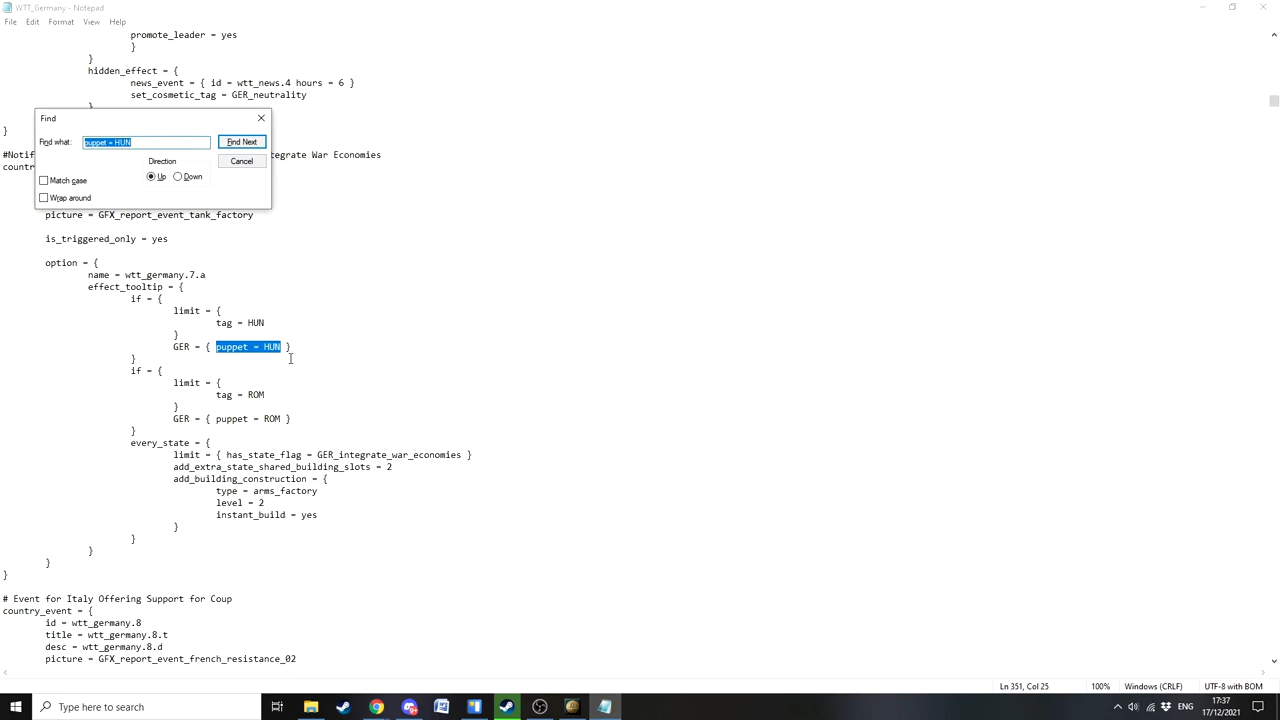 WTT_Germany - Notepad
File Edit Format View Help
promote_leader = yes
}
}
hidden_effect = {
news_event = { id = wtt_news.4 hours = 6 }
set_cosmetic_tag = GER_neutrality
}
Find
Find what: puppet = HUN Find Next
Direction Cancel
Match case Up Down
Wrap around
}
#Notif
egrate War Economies
count
picture = GFX_report_event_tank_factory
is_triggered_only = yes
option = {
name = wtt_germany.7.a
effect_tooltip = {
if = {
limit = {
tag = HUN
}
GER = { puppet = HUN }
}
if = {
limit = {
tag = ROM
}
GER = { puppet = ROM }
}
every_state = {
limit = { has_state_flag = GER_integrate_war_economies }
add_extra_state_shared_building_slots = 2
add_building_construction = {
type = arms_factory
level = 2
instant_build = yes
}
}
}
}
}
# Event for Italy Offering Support for Coup
country_event = {
id = wtt_germany.8
title = wtt_germany.8.t
desc = wtt_germany.8.d
picture = GFX_report_event_french_resistance_02
Ln 351, Col 25 100% Windows (CRLF) UTF-8 with BOM
Type here to search
ENG 17:37
17/12/2021